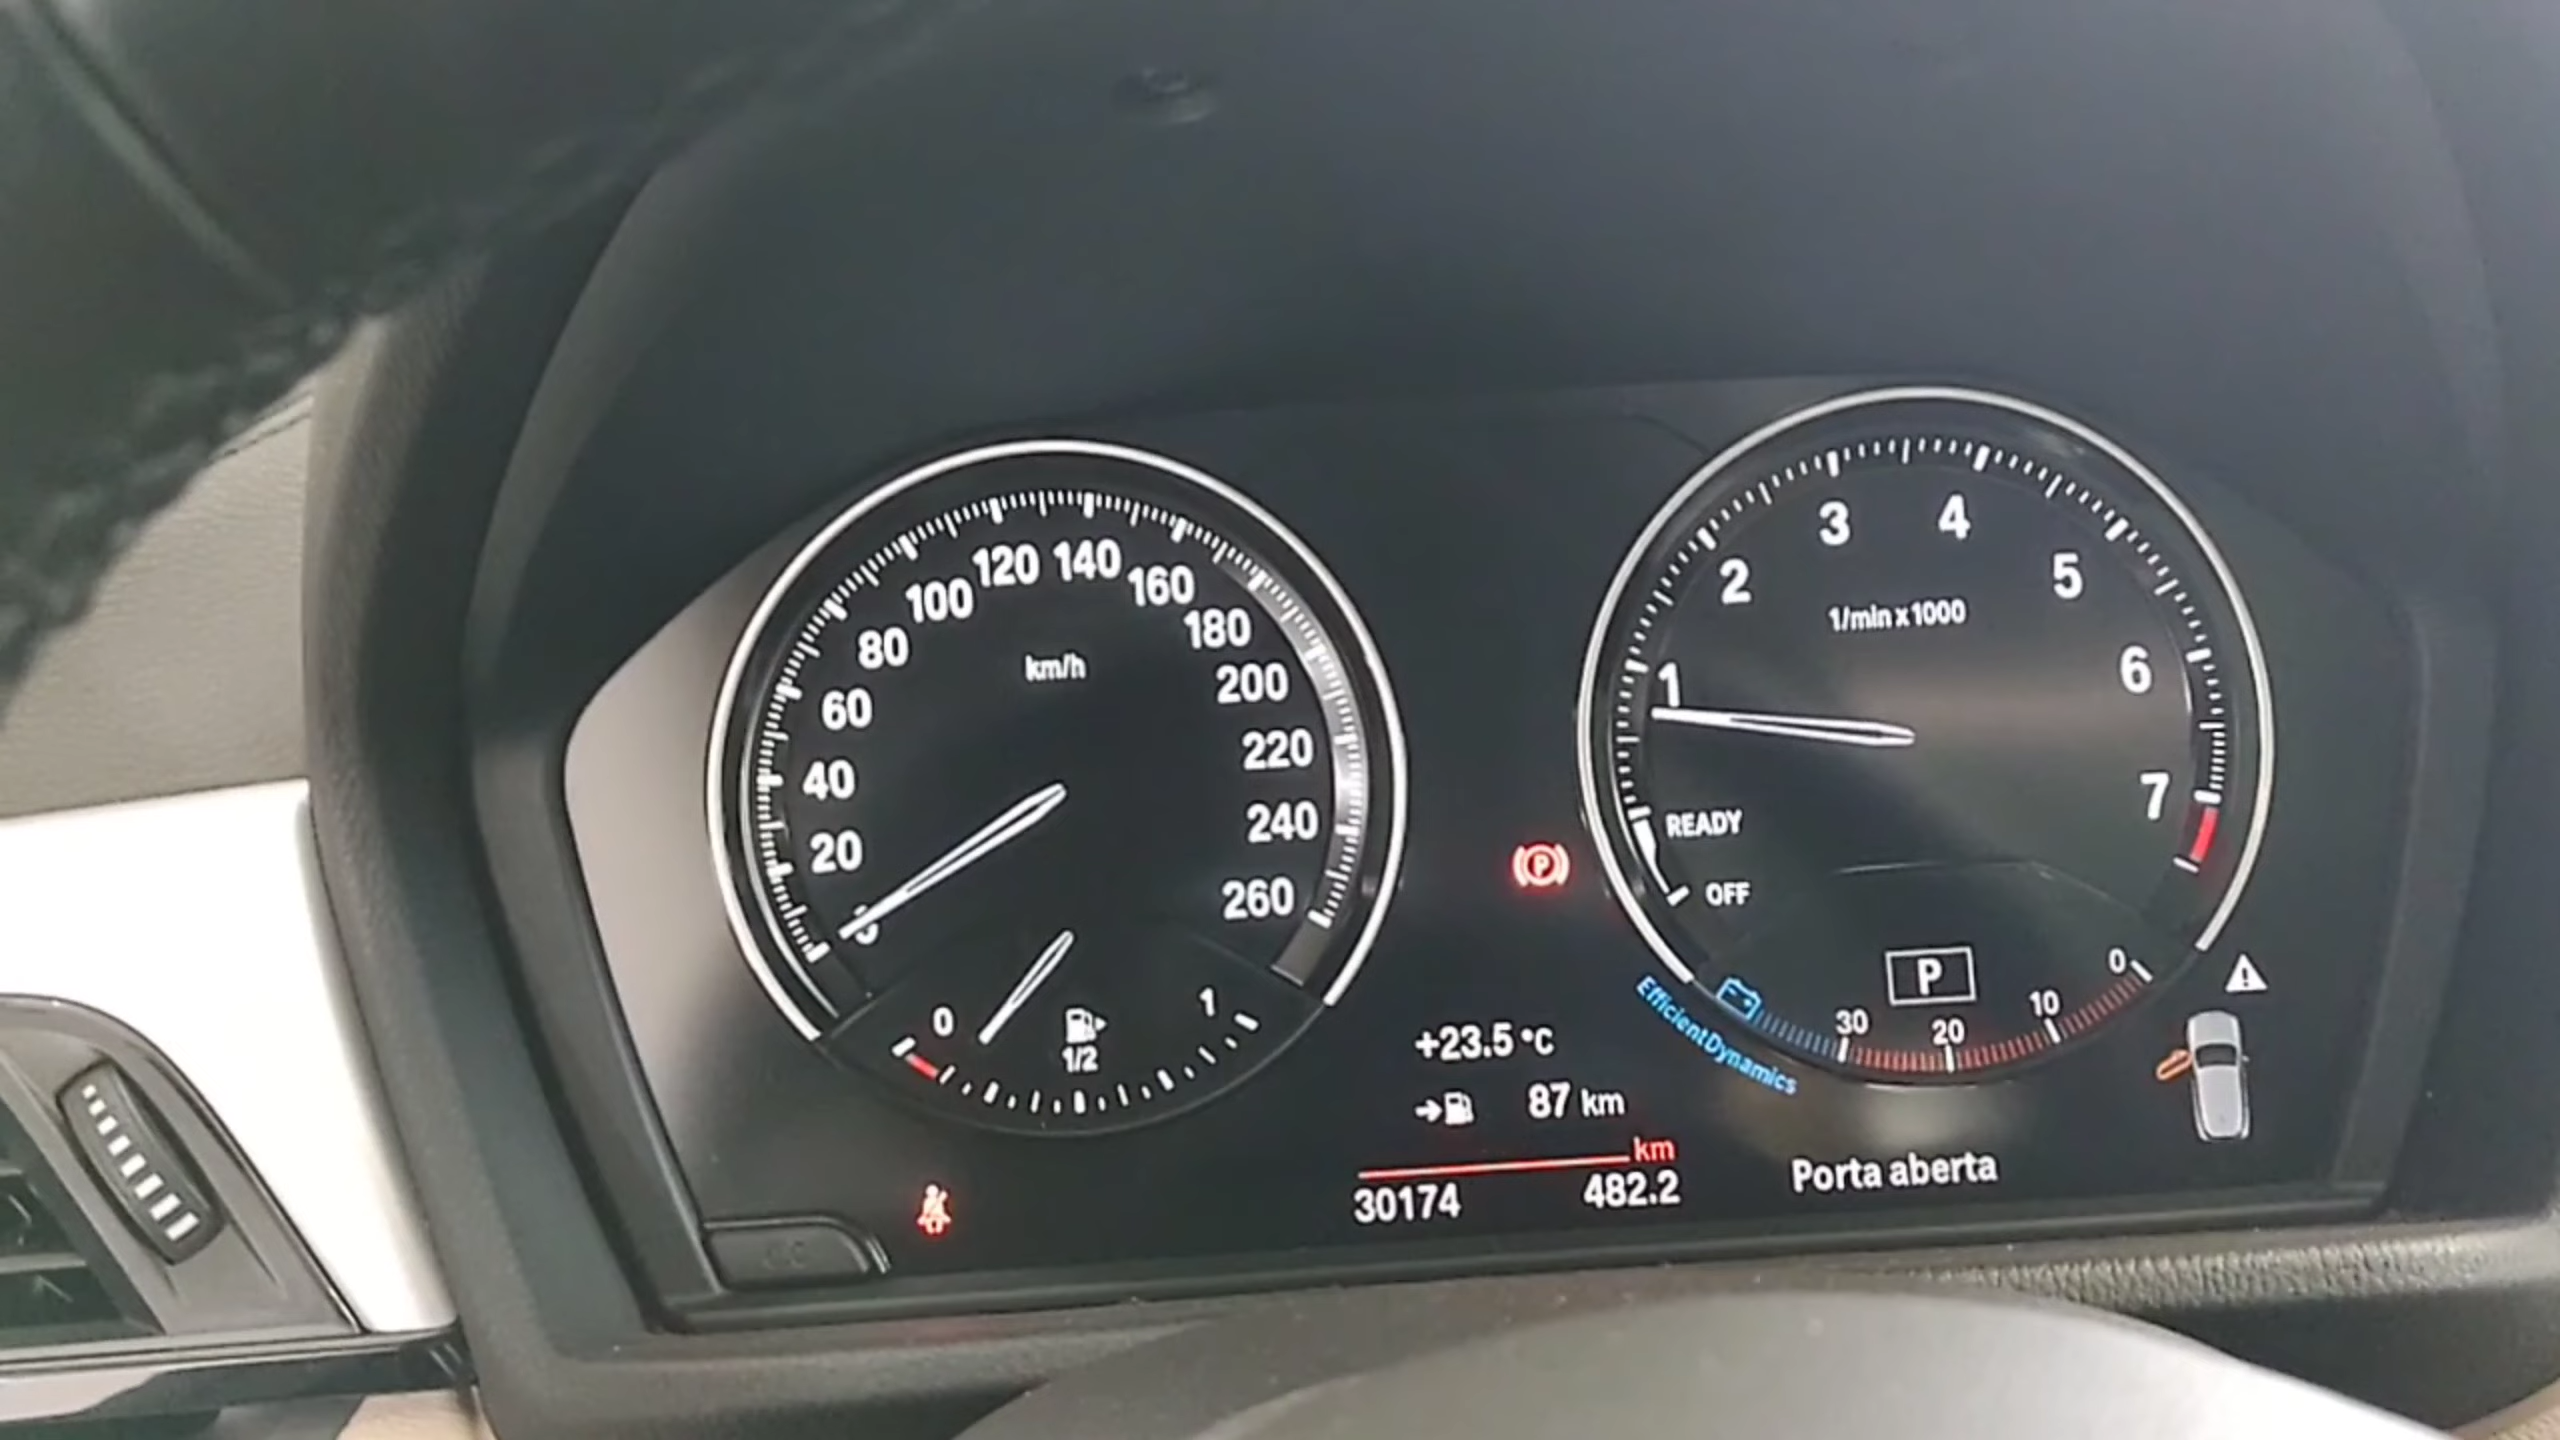 0
20
40
60
80
100
120
140
160
180
200
220
240
260
km/h
0
1/2
1
P
+23.5 °C
87 km
km
30174
482.2
1
2
3
4
5
6
7
1/min x 1000
READY
OFF
P
EfficientDynamics
30
20
10
0
Porta aberta